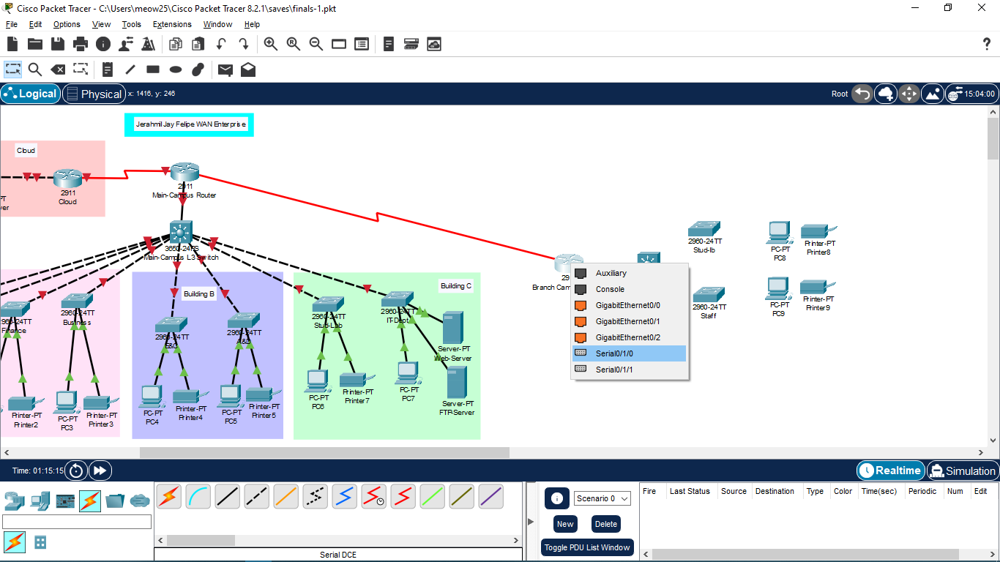 Cisco Packet Tracer - C:\Users\meow25\Cisco Packet Tracer 8.2.1\saves\finals-1.pkt
File Edit Options View Tools Extensions Window Help
Logical Physical x: 1416, y: 246 Root 15:04:00
Jerahmil Jay Felipe WAN Enterprise
Cloud
2911
Cloud
2911
Main-Campus Router
3650-24PS
Main-Campus L3 Switch
2960-24TT
Stud-lb
PC-PT
PC8
Printer-PT
Printer8
2960-24TT
Staff
PC-PT
PC9
Printer-PT
Printer9
Branch Cam
Auxiliary
Console
GigabitEthernet0/0
GigabitEthernet0/1
GigabitEthernet0/2
Serial0/1/0
Serial0/1/1
Building B
Building C
2960-24TT
Finance
2960-24TT
Business
2960-24TT
E&C
2960-24TT
A&D
2960-24TT
Stud-Lab
2960-24TT
IT-Dept
Server-PT
Web-Server
Server-PT
FTP-Server
Printer-PT
Printer2
PC-PT
PC3
Printer-PT
Printer3
PC-PT
PC4
Printer-PT
Printer4
PC-PT
PC5
Printer-PT
Printer5
PC-PT
PC6
Printer-PT
Printer7
PC-PT
PC7
Time: 01:15:15 Realtime Simulation
Scenario 0
New Delete
Toggle PDU List Window
Fire Last Status Source Destination Type Color Time(sec) Periodic Num Edit
Serial DCE